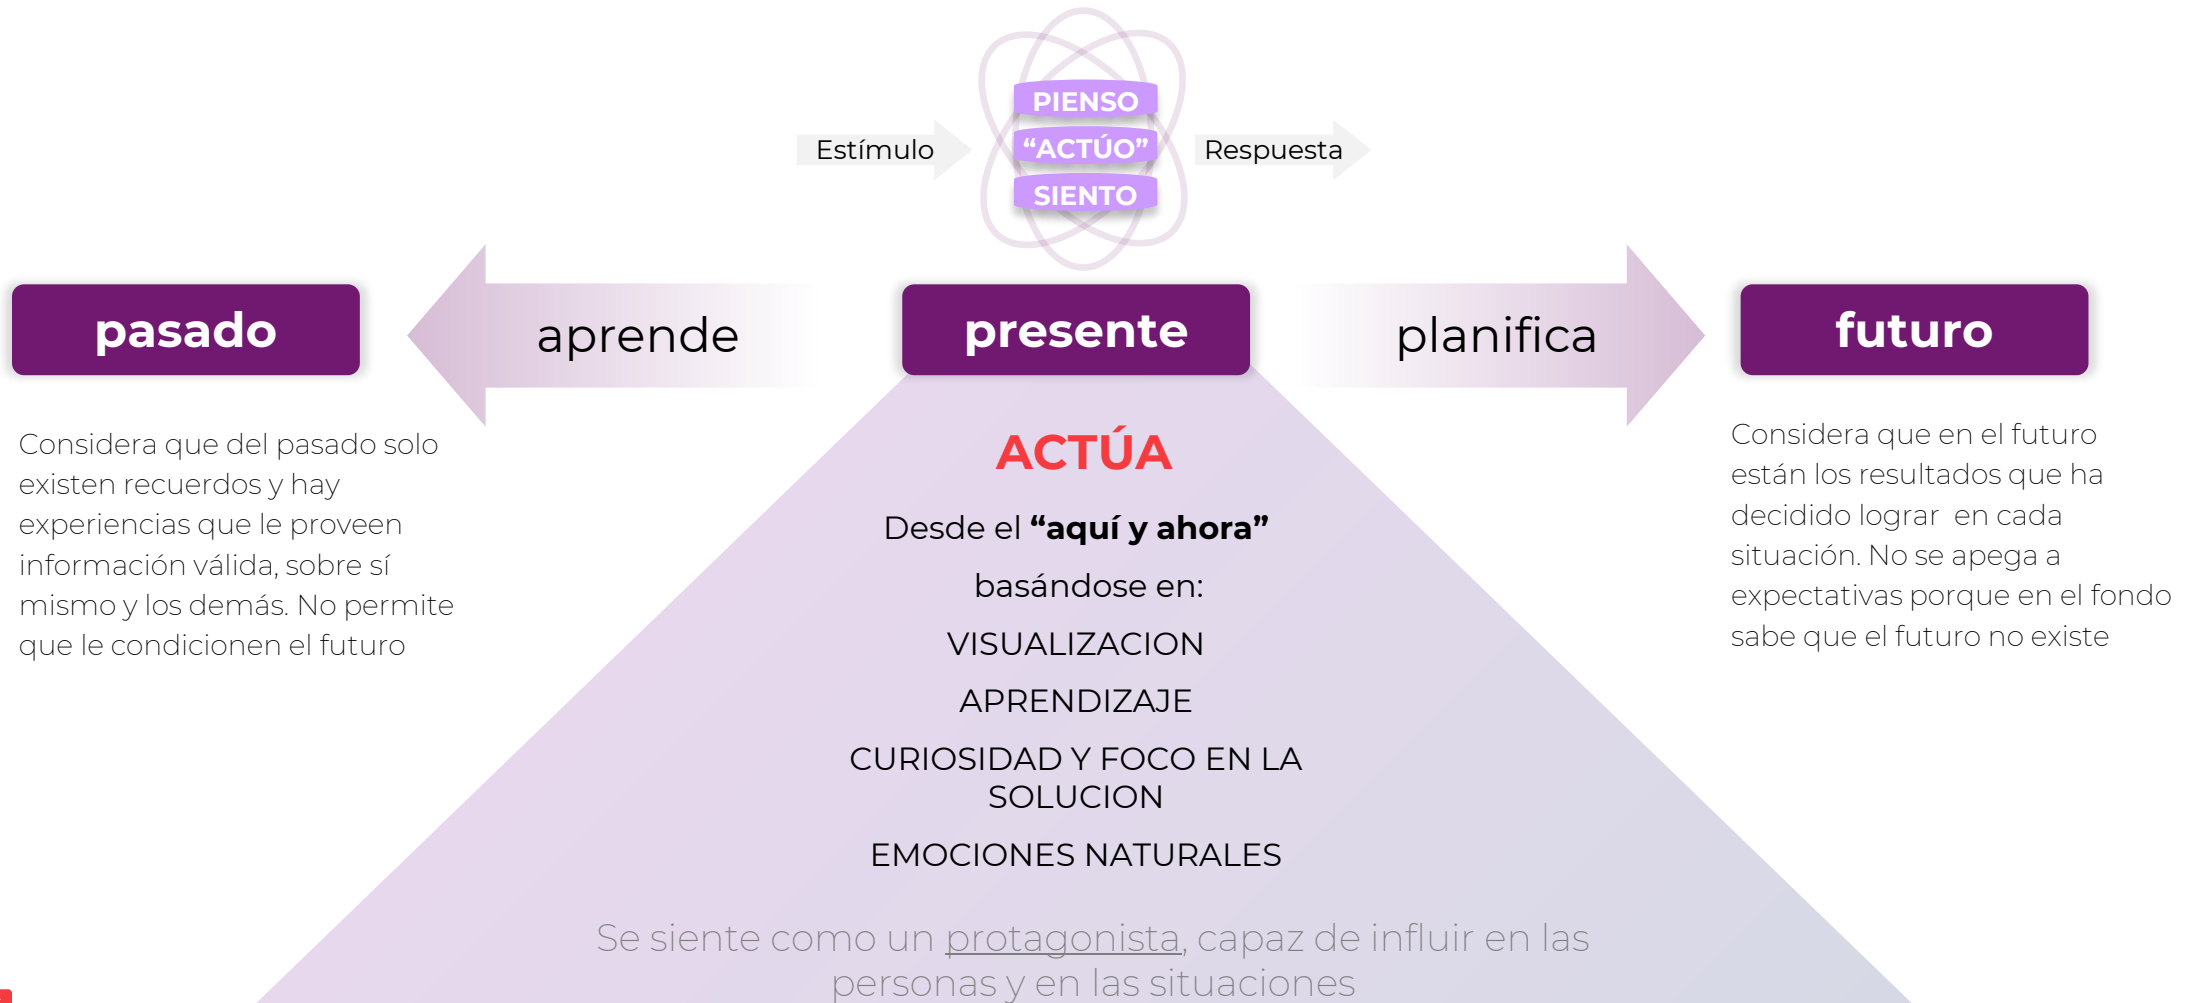 PIENSO
Estímulo
“ACTÚO”
Respuesta
SIENTO
pasado
aprende
presente
planifica
futuro
Considera que del pasado solo
existen recuerdos y hay
experiencias que le proveen
información válida, sobre sí
mismo y los demás. No permite
que le condicionen el futuro
ACTÚA
Desde el “aquí y ahora”
basándose en:
VISUALIZACION
APRENDIZAJE
CURIOSIDAD Y FOCO EN LA
SOLUCION
EMOCIONES NATURALES
Considera que en el futuro
están los resultados que ha
decidido lograr en cada
situación. No se apega a
expectativas porque en el fondo
sabe que el futuro no existe
Se siente como un protagonista, capaz de influir en las
personas y en las situaciones